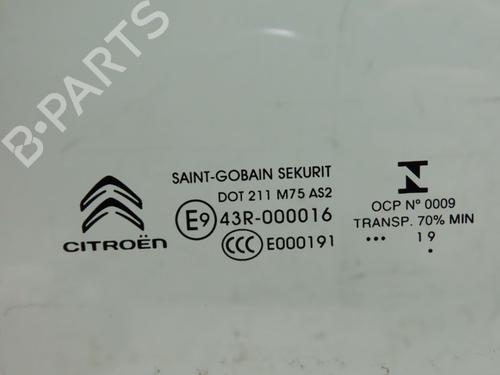 B-PARTS
SAINT-GOBAIN SEKURIT
DOT 211 M75 AS2
E9 43R-000016
CCC E000191
CITROËN
N
OCP Nº 0009
TRANSP. 70% MIN
••• 19
•